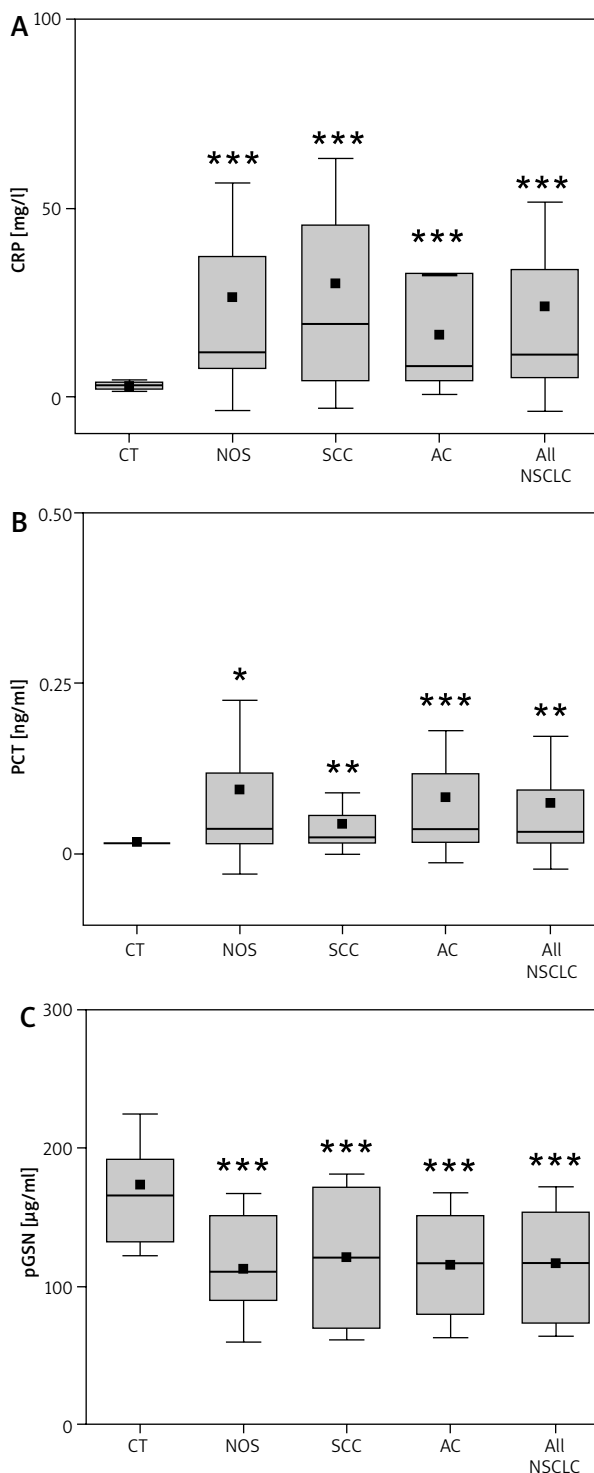 A
100
50
0
CRP [mg/l]
***
***
***
***
CT NOS SCC AC All
NSCLC
B
0.50
0.25
0
PCT [ng/ml]
*
**
***
**
CT NOS SCC AC All
NSCLC
C
300
200
100
0
pGSN [µg/ml]
***
***
***
***
CT NOS SCC AC All
NSCLC